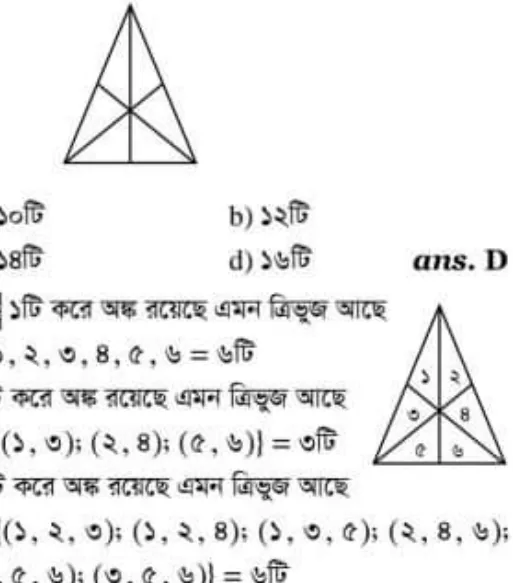 ১০টি b) ১২টি
১৪টি d) ১৬টি ans. D
১টি করে অঙ্ক রয়েছে এমন ত্রিভুজ আছে
, ২, ৩, ৪, ৫, ৬ = ৬টি
করে অঙ্ক রয়েছে এমন ত্রিভুজ আছে
(১, ৩); (২, ৪); (৫, ৬)} = ৩টি
করে অঙ্ক রয়েছে এমন ত্রিভুজ আছে
(১, ২, ৩); (১, ২, ৪); (১, ৩, ৫); (২, ৪, ৬);
, ৫, ৬); (৩, ৫, ৬)} = ৬টি
১ ২
৩ ৪
৫ ৬